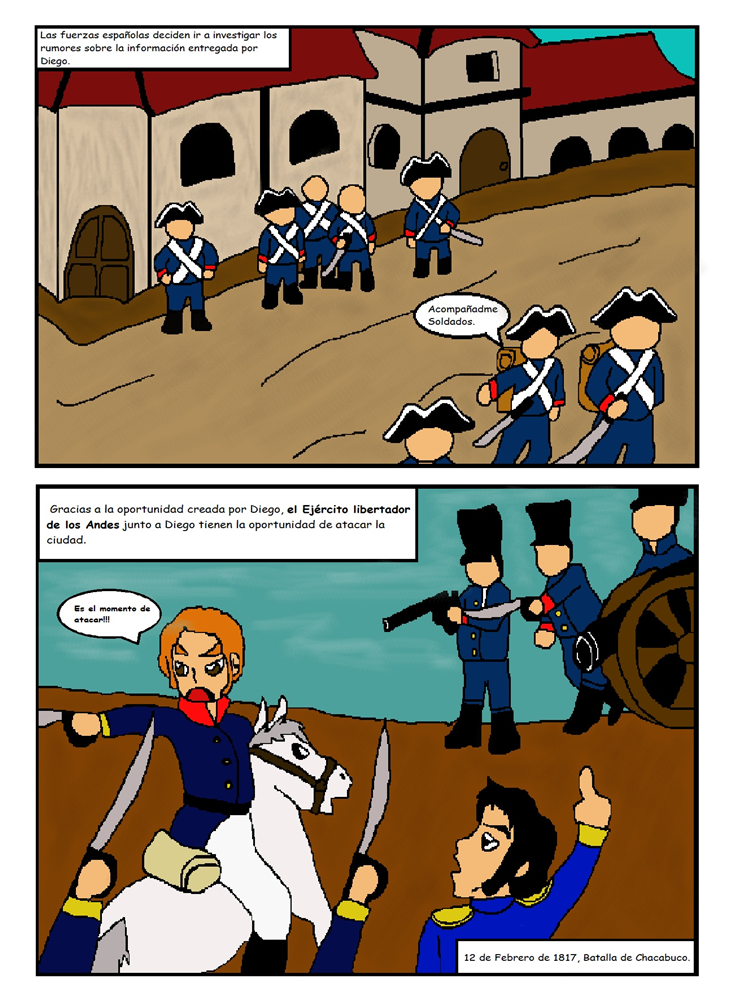 Las fuerzas españolas deciden ir a investigar los
rumores sobre la información entregada por
Diego.
Acompañadme
Soldados.
Gracias a la oportunidad creada por Diego, el Ejército libertador
de los Andes junto a Diego tienen la oportunidad de atacar la
ciudad.
Es el momento de
atacar!!!
12 de Febrero de 1817, Batalla de Chacabuco.